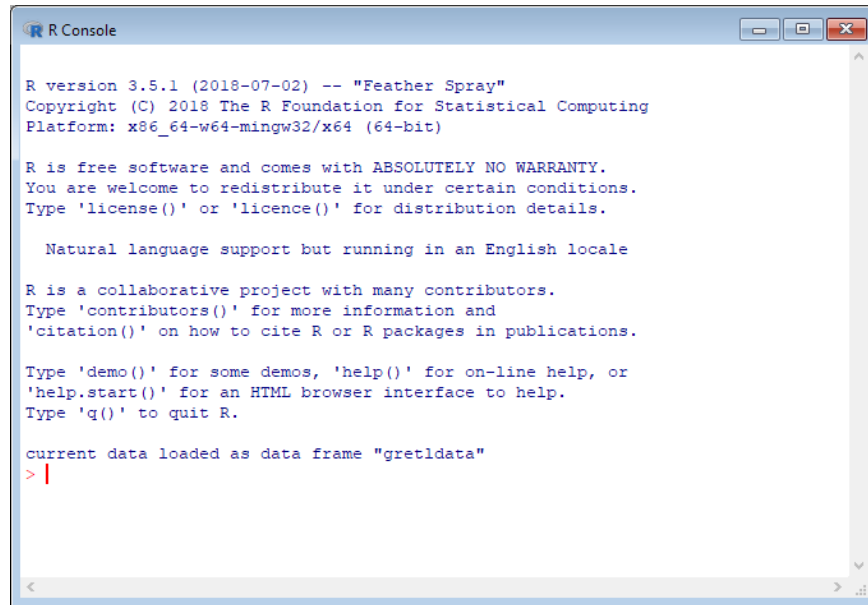 R Console
R version 3.5.1 (2018-07-02) -- "Feather Spray"
Copyright (C) 2018 The R Foundation for Statistical Computing
Platform: x86_64-w64-mingw32/x64 (64-bit)
R is free software and comes with ABSOLUTELY NO WARRANTY.
You are welcome to redistribute it under certain conditions.
Type 'license()' or 'licence()' for distribution details.
Natural language support but running in an English locale
R is a collaborative project with many contributors.
Type 'contributors()' for more information and
'citation()' on how to cite R or R packages in publications.
Type 'demo()' for some demos, 'help()' for on-line help, or
'help.start()' for an HTML browser interface to help.
Type 'q()' to quit R.
current data loaded as data frame "gretldata"
>